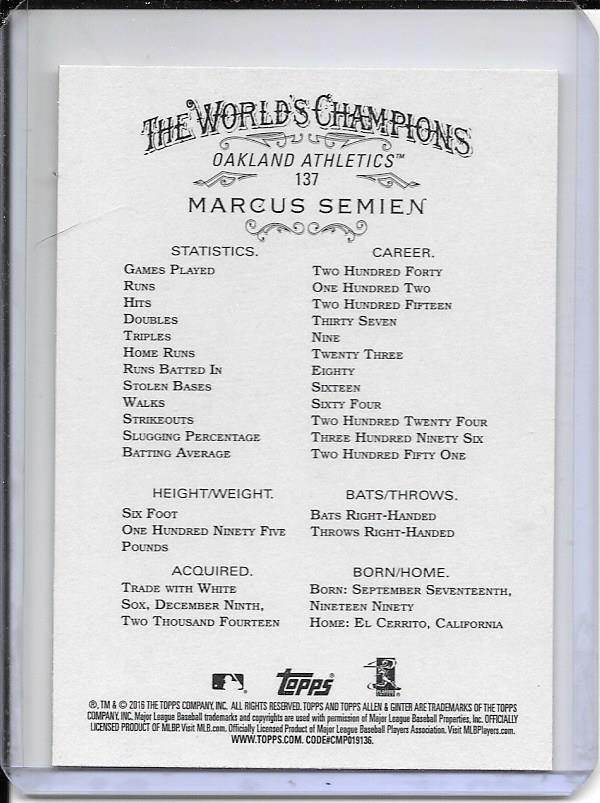 THE WORLD'S CHAMPIONS
OAKLAND ATHLETICS™
137
MARCUS SEMIEN
STATISTICS. CAREER.
GAMES PLAYED TWO HUNDRED FORTY
RUNS ONE HUNDRED TWO
HITS TWO HUNDRED FIFTEEN
DOUBLES THIRTY SEVEN
TRIPLES NINE
HOME RUNS TWENTY THREE
RUNS BATTED IN EIGHTY
STOLEN BASES SIXTEEN
WALKS SIXTY FOUR
STRIKEOUTS TWO HUNDRED TWENTY FOUR
SLUGGING PERCENTAGE THREE HUNDRED NINETY SIX
BATTING AVERAGE TWO HUNDRED FIFTY ONE
HEIGHT/WEIGHT. BATS/THROWS.
SIX FOOT BATS RIGHT-HANDED
ONE HUNDRED NINETY FIVE THROWS RIGHT-HANDED
POUNDS
ACQUIRED. BORN/HOME.
TRADE WITH WHITE BORN: SEPTEMBER SEVENTEENTH,
SOX, DECEMBER NINTH, NINETEEN NINETY
TWO THOUSAND FOURTEEN HOME: EL CERRITO, CALIFORNIA
topps
®, TM & © 2016 THE TOPPS COMPANY, INC. ALL RIGHTS RESERVED. TOPPS AND TOPPS ALLEN & GINTER ARE TRADEMARKS OF THE TOPPS
COMPANY, INC. Major League Baseball trademarks and copyrights are used with permission of Major League Baseball Properties, Inc. OFFICIALLY
LICENSED PRODUCT OF MLBP. Visit MLB.com. Officially Licensed Product of Major League Baseball Players Association. Visit MLBPlayers.com.
WWW.TOPPS.COM. CODE#CMP019136.